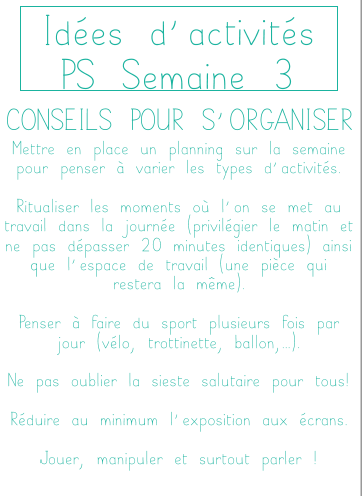 Idées d'activités
PS Semaine 3
CONSEILS POUR S'ORGANISER
Mettre en place un planning sur la semaine
pour penser à varier les types d'activités.
Ritualiser les moments où l'on se met au
travail dans la journée (privilégier le matin et
ne pas dépasser 20 minutes identiques) ainsi
que l'espace de travail (une pièce qui
restera la même).
Penser à faire du sport plusieurs fois par
jour (vélo, trottinette, ballon,...).
Ne pas oublier la sieste salutaire pour tous!
Réduire au minimum l'exposition aux écrans.
Jouer, manipuler et surtout parler !